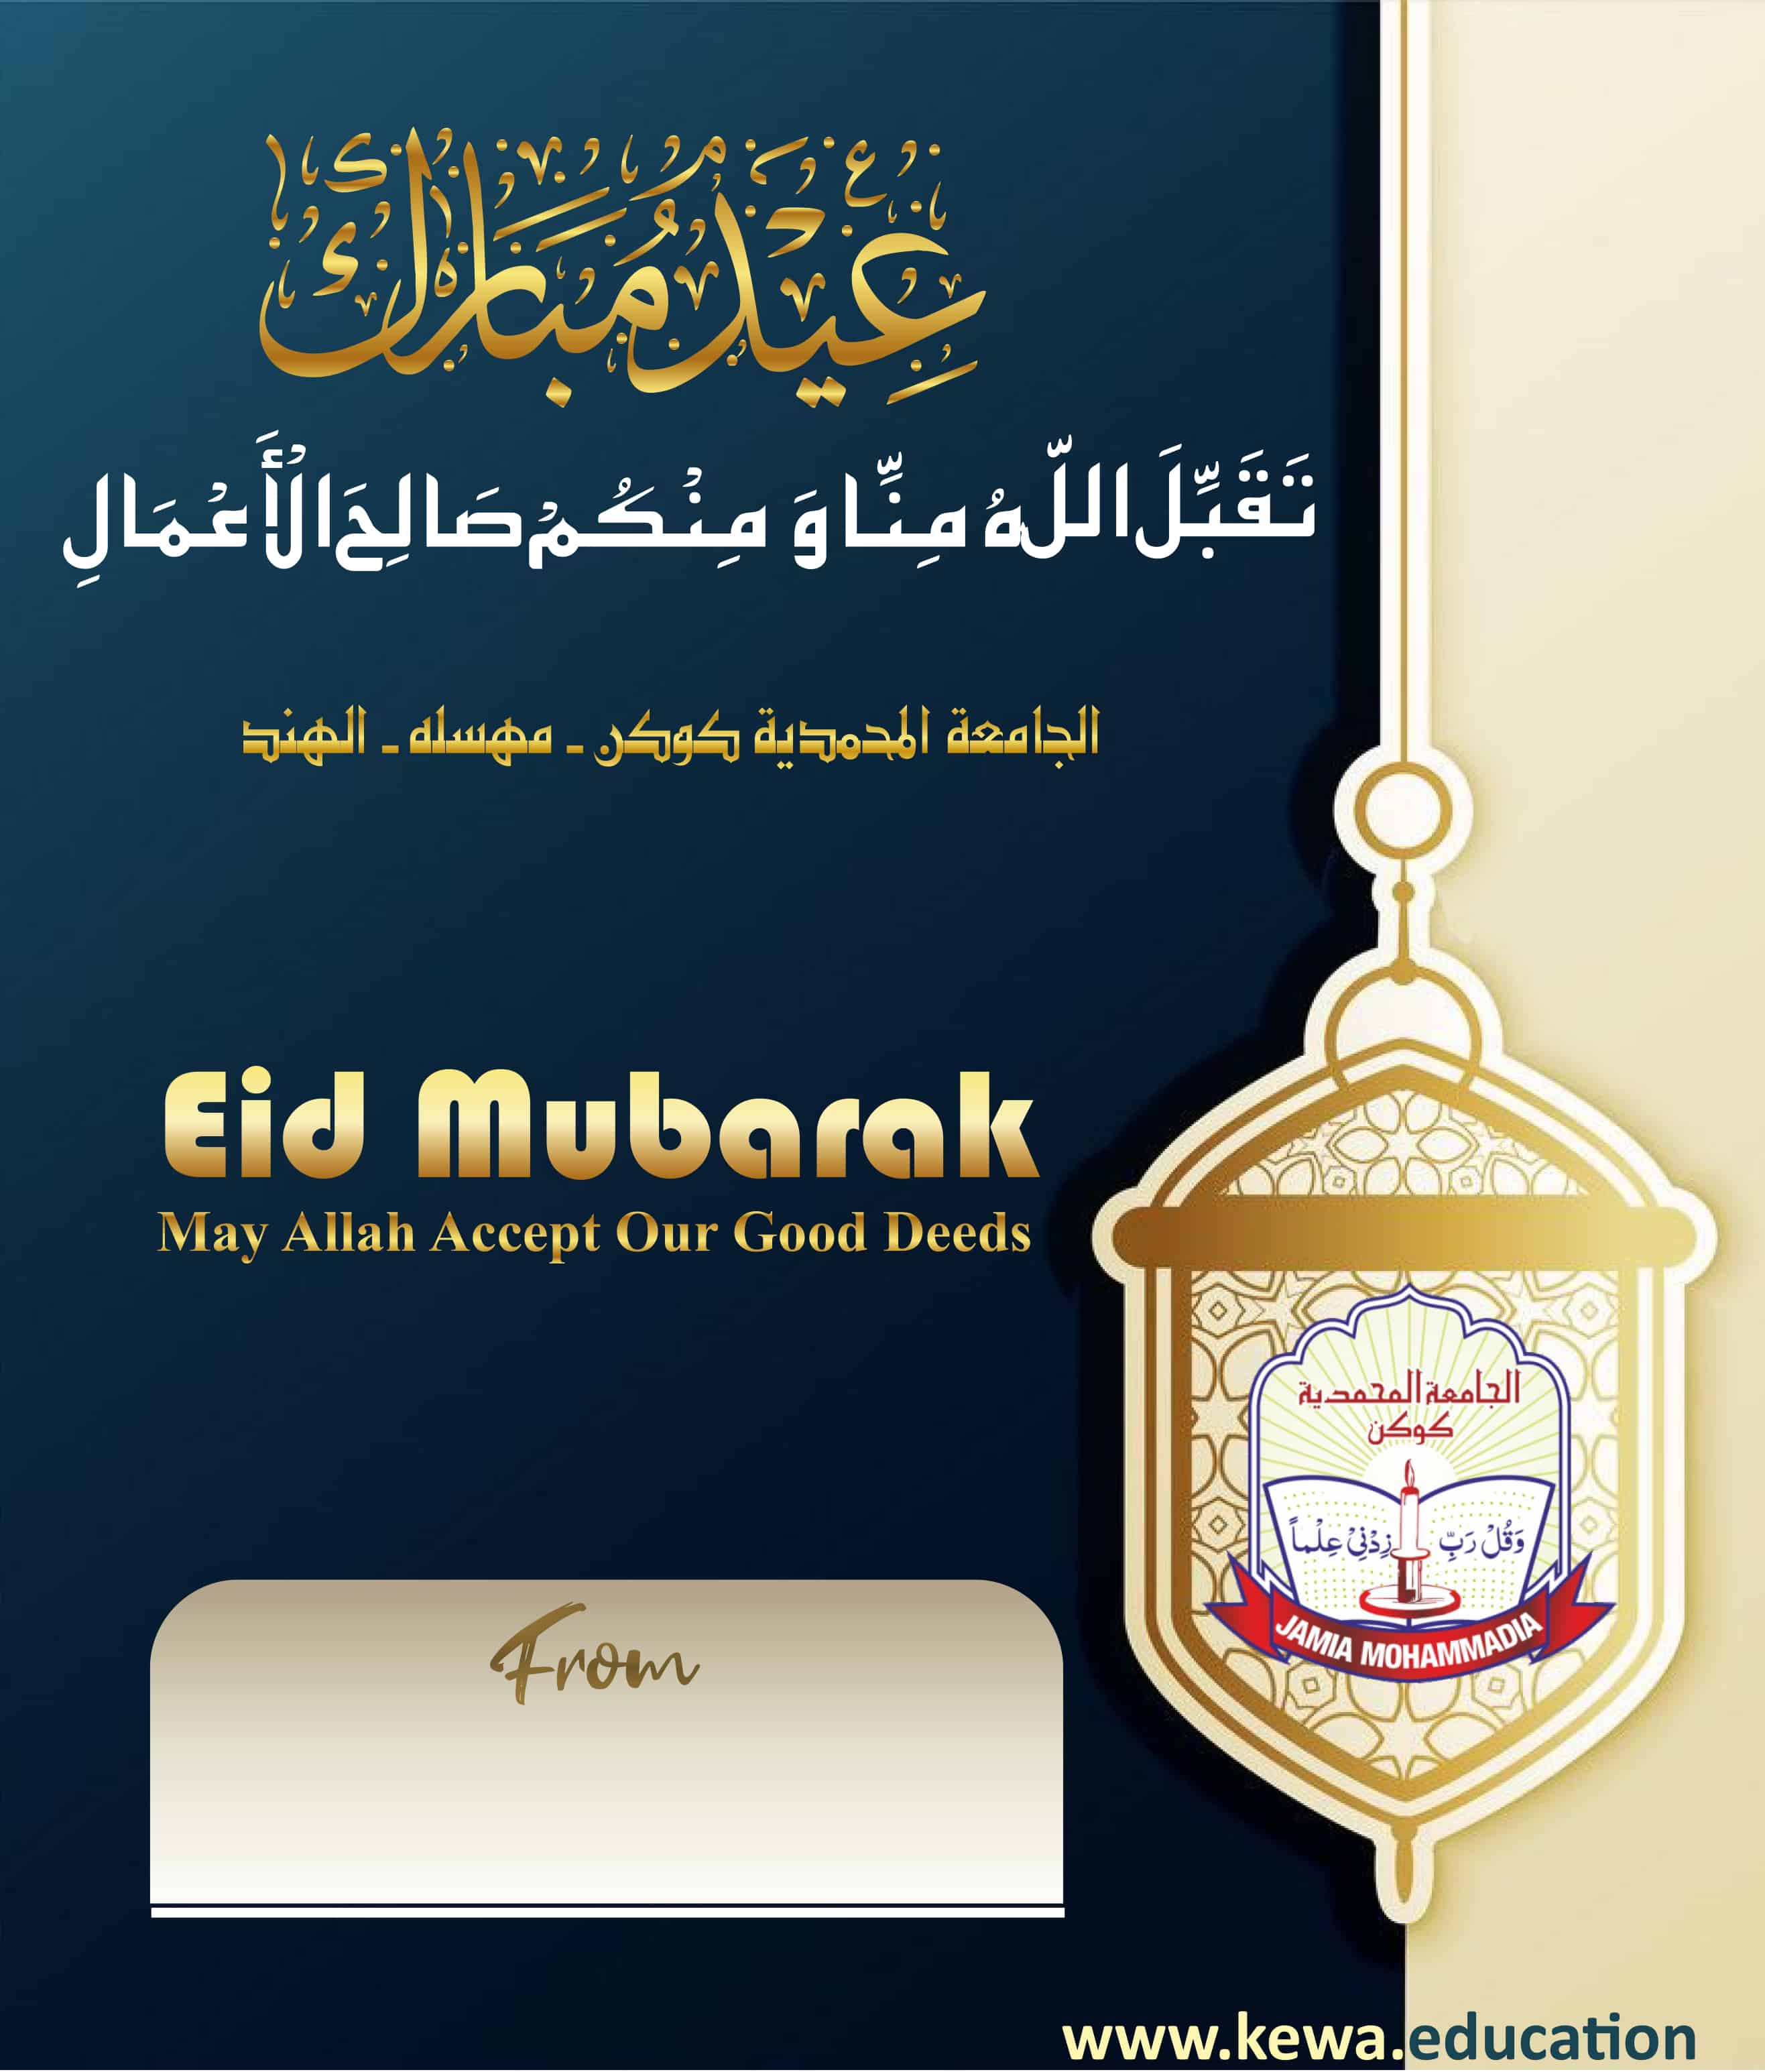 عِيْد مُبَارَك
تَقَبَّلَ اللّٰهُ مِنَّا وَ مِنْكُمْ صَالِحَ الْأَعْمَالِ
الجامعة المحمدية كوكن ـ مهسله ـ الهند
Eid Mubarak
May Allah Accept Our Good Deeds
الجامعة المحمدية
كوكن
وَقُلْ رَبِّ زِدْنِيْ عِلْماً
JAMIA MOHAMMADIA
From
www.kewa.education